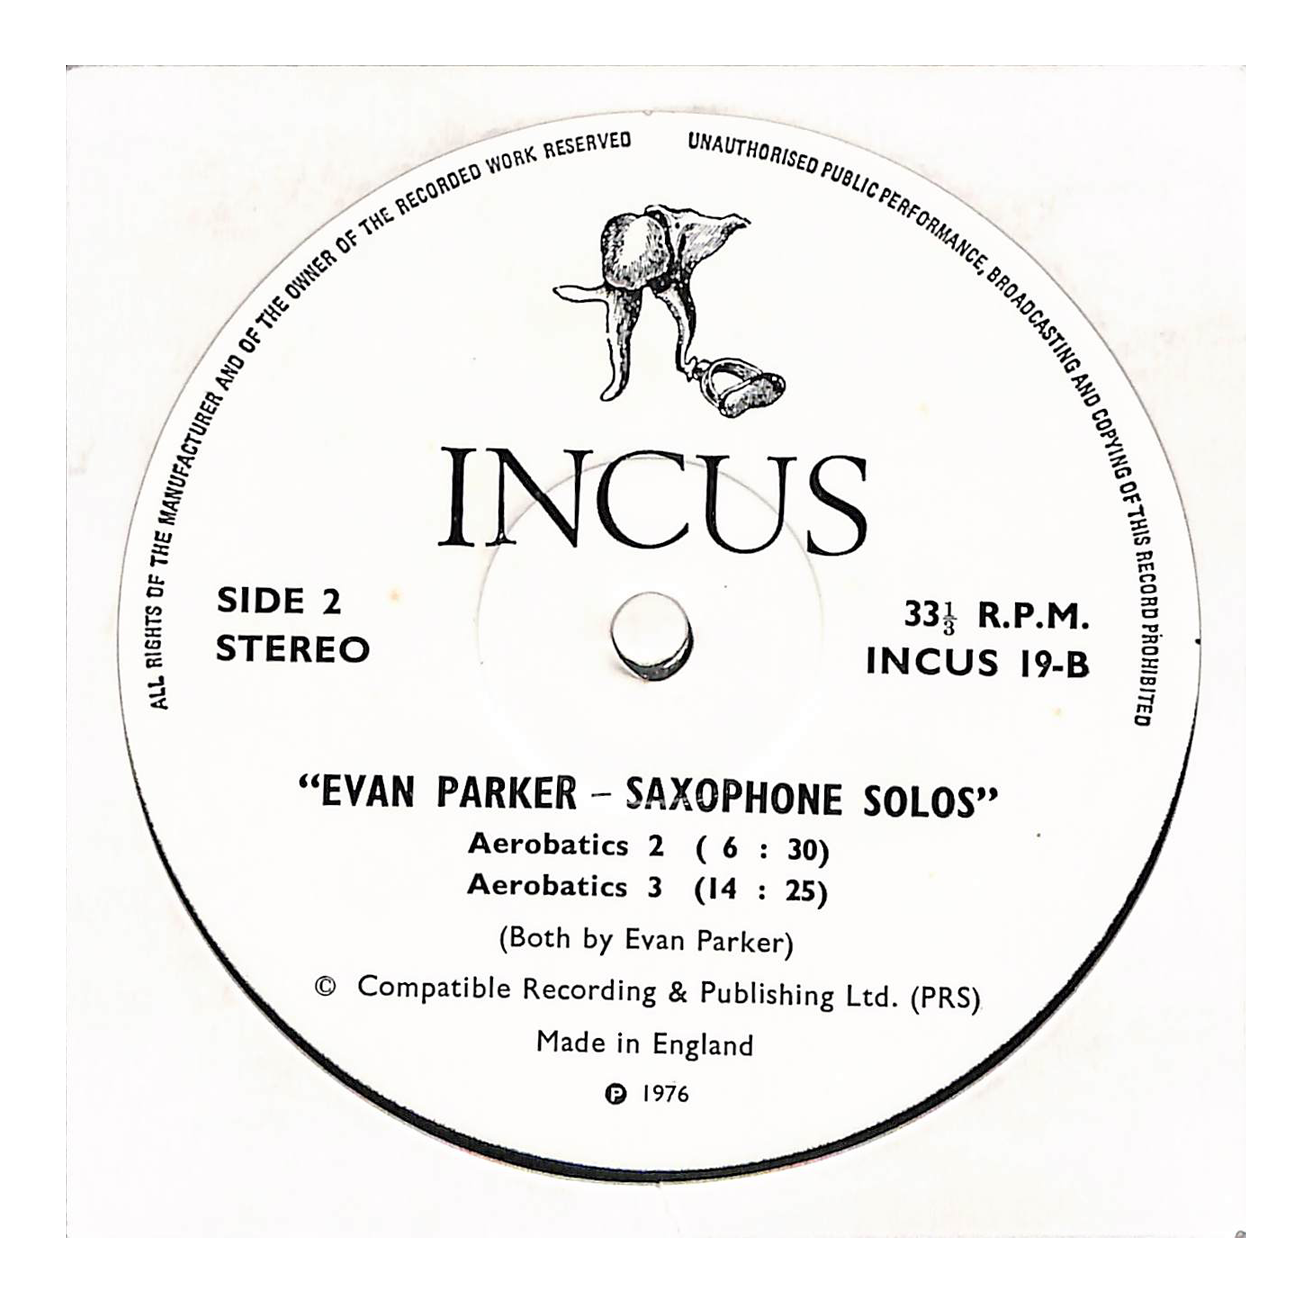 ALL RIGHTS OF THE MANUFACTURER AND OF THE OWNER OF THE RECORDED WORK RESERVED
UNAUTHORISED PUBLIC PERFORMANCE, BROADCASTING AND COPYING OF THIS RECORD PROHIBITED
INCUS
SIDE 2
STEREO
33⅓ R.P.M.
INCUS 19-B
“EVAN PARKER – SAXOPHONE SOLOS”
Aerobatics 2 ( 6 : 30)
Aerobatics 3 (14 : 25)
(Both by Evan Parker)
© Compatible Recording & Publishing Ltd. (PRS)
Made in England
℗ 1976